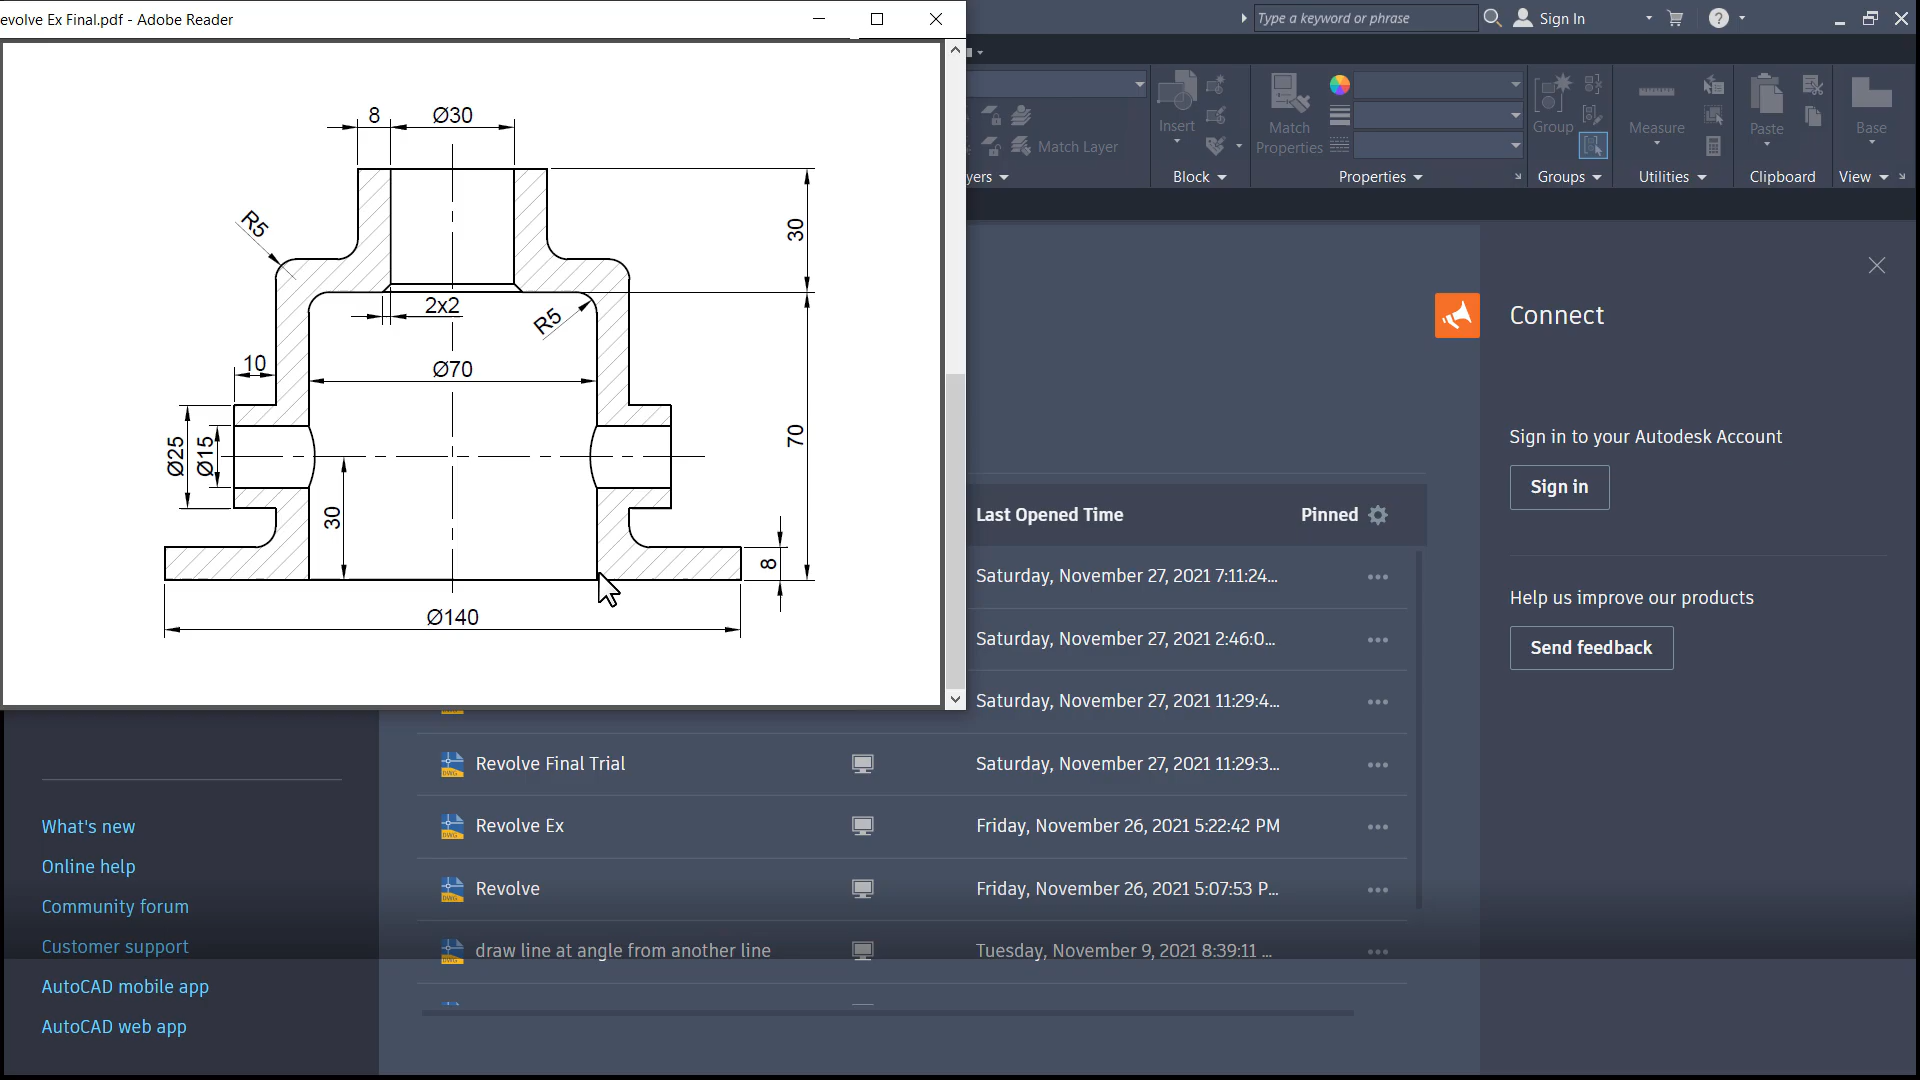 evolve Ex Final.pdf - Adobe Reader
Type a keyword or phrase
Sign In
?
8
Ø30
R5
30
2x2
R5
10
Ø70
Ø25
Ø15
70
30
8
Ø140
Match Layer
yers
Insert
Block
Match
Properties
Properties
Group
Groups
Measure
Utilities
Paste
Clipboard
Base
View
Connect
Sign in to your Autodesk Account
Sign in
Help us improve our products
Send feedback
Last Opened Time
Pinned
Saturday, November 27, 2021 7:11:24...
Saturday, November 27, 2021 2:46:0...
Saturday, November 27, 2021 11:29:4...
Revolve Final Trial
Saturday, November 27, 2021 11:29:3...
Revolve Ex
Friday, November 26, 2021 5:22:42 PM
Revolve
Friday, November 26, 2021 5:07:53 P...
draw line at angle from another line
Tuesday, November 9, 2021 8:39:11 ...
What's new
Online help
Community forum
Customer support
AutoCAD mobile app
AutoCAD web app